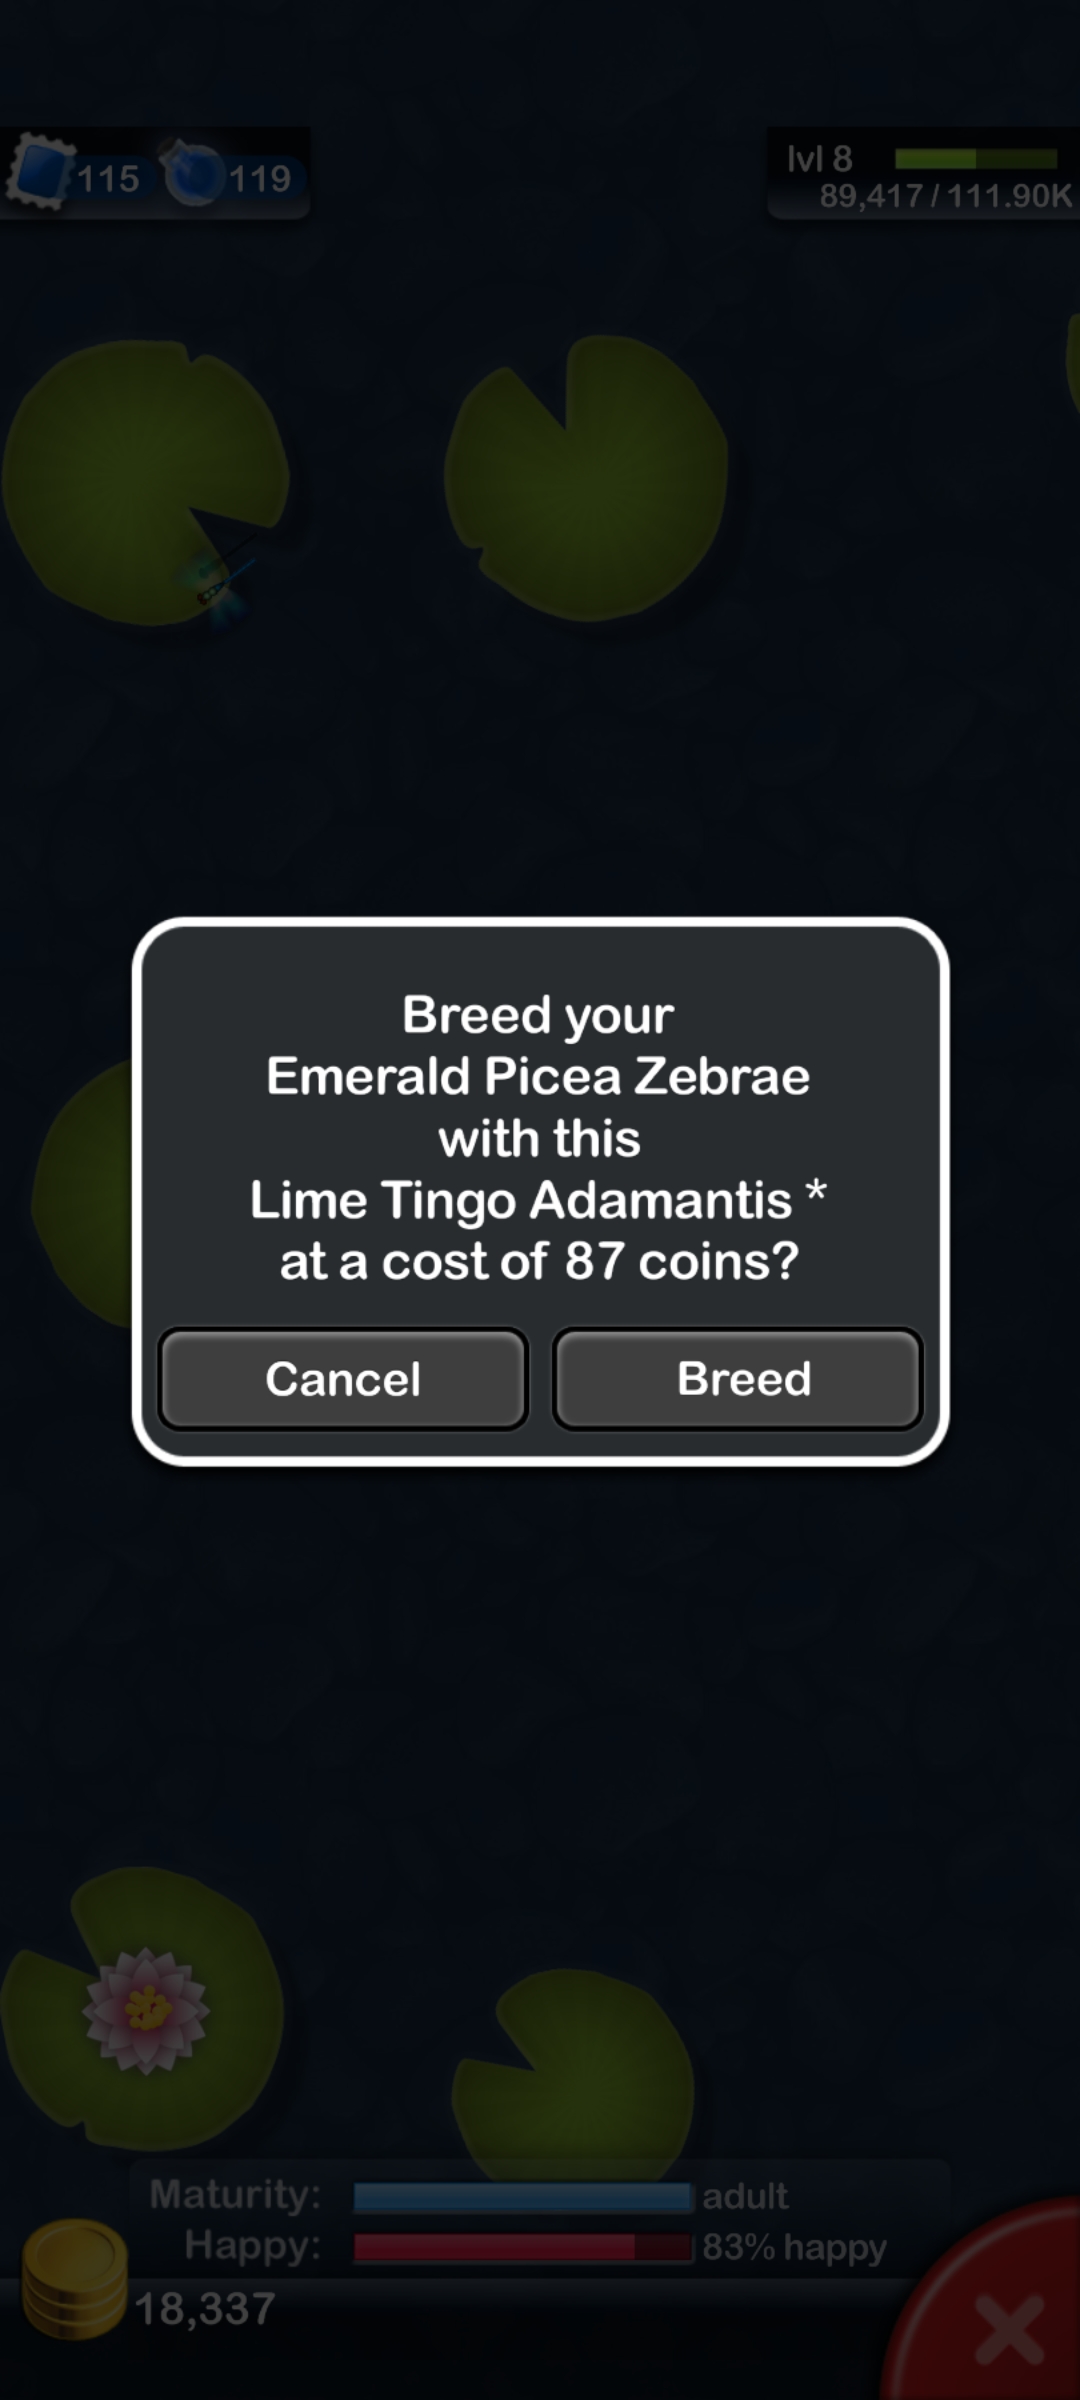 115 119
lvl 8
89,417 / 111.90K
Breed your
Emerald Picea Zebrae
with this
Lime Tingo Adamantis *
at a cost of 87 coins?
Cancel Breed
Maturity: adult
Happy: 83% happy
18,337